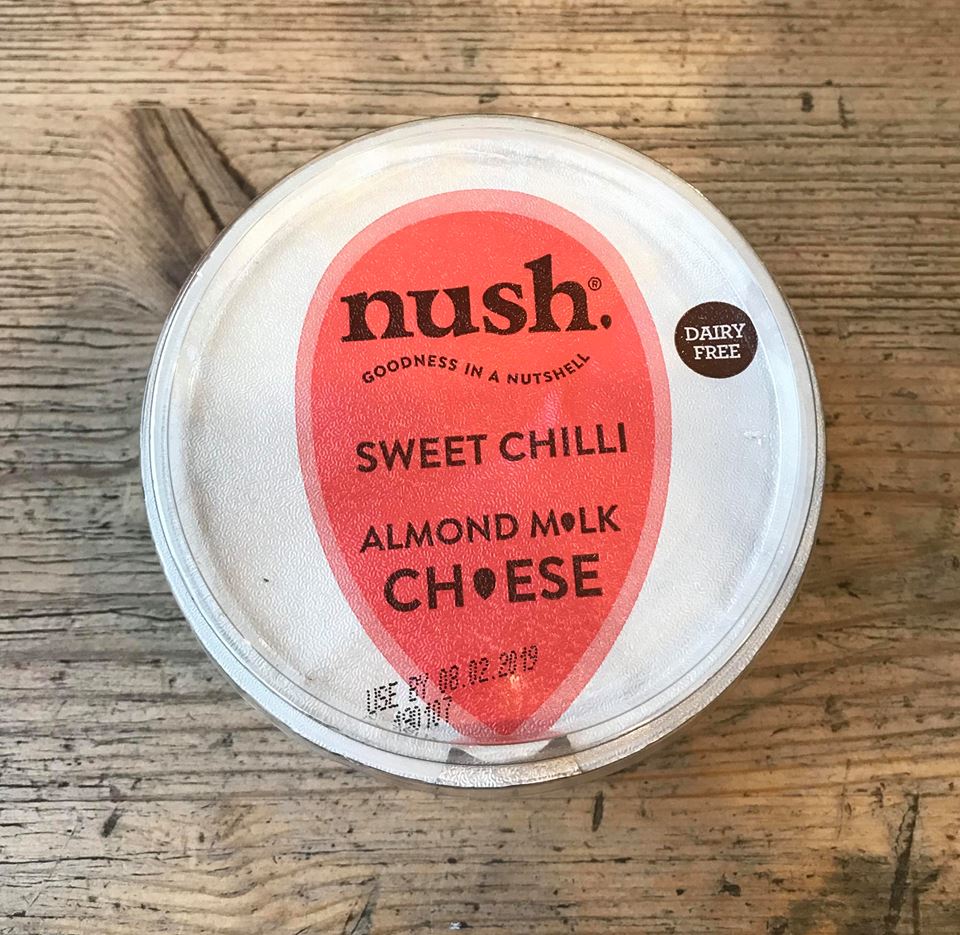 nush.®
GOODNESS IN A NUTSHELL
DAIRY
FREE
SWEET CHILLI
ALMOND MILK
CHEESE
USE BY 08.02.2019